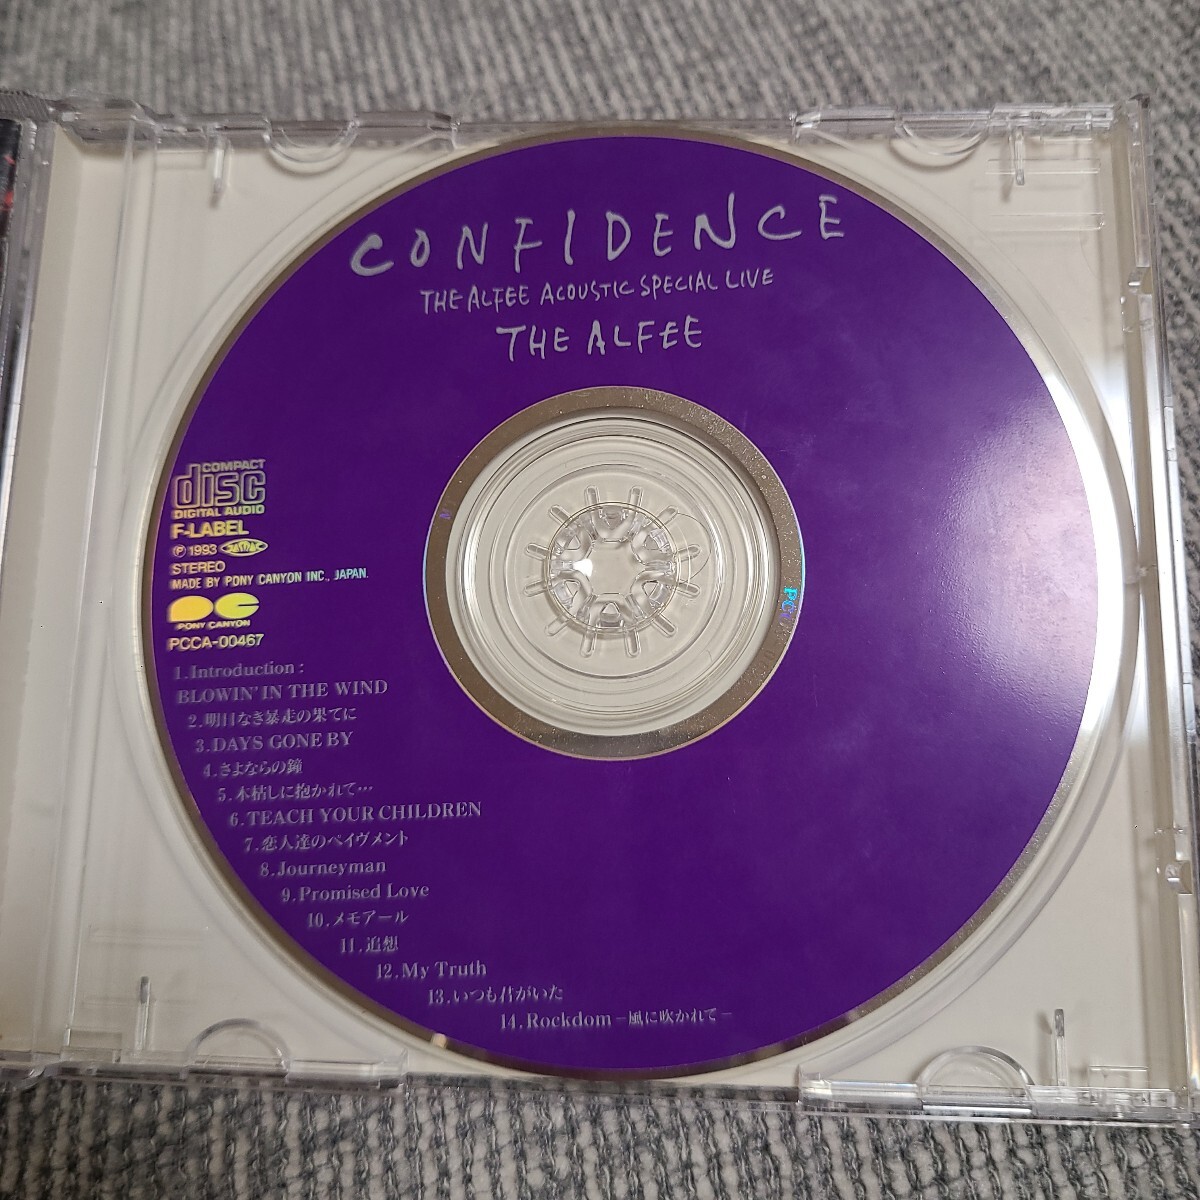 CONFIDENCE
THE ALFEE ACOUSTIC SPECIAL LIVE
THE ALFEE
COMPACT
disc
DIGITAL AUDIO
F-LABEL
Ⓟ1993 JASRAC
STEREO
MADE BY PONY CANYON INC., JAPAN.
PC
PONY CANYON
PCCA-00467
1.Introduction :
BLOWIN' IN THE WIND
2.明日なき暴走の果てに
3.DAYS GONE BY
4.さよならの鐘
5.木枯しに抱かれて…
6.TEACH YOUR CHILDREN
7.恋人達のペイヴメント
8.Journeyman
9.Promised Love
10.メモアール
11.追想
12.My Truth
13.いつも君がいた
14.Rockdom－風に吹かれて－